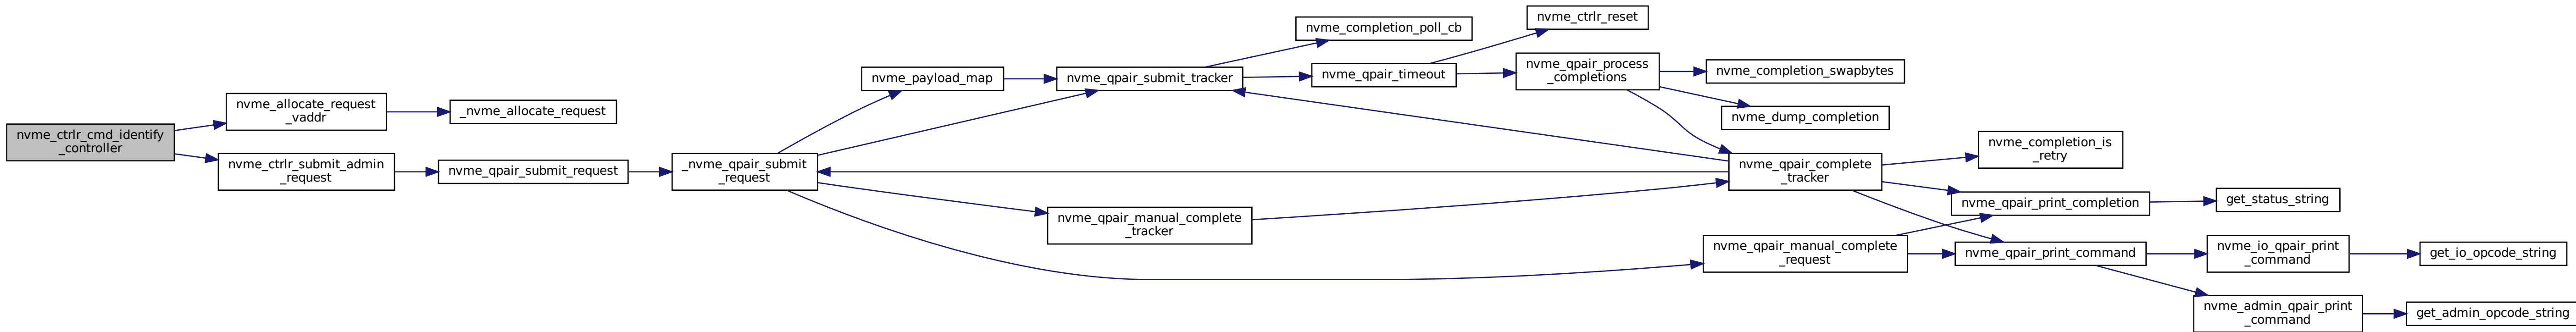 nvme_ctrlr_cmd_identify
_controller
nvme_allocate_request
_vaddr
_nvme_allocate_request
nvme_ctrlr_submit_admin
_request
nvme_qpair_submit_request
_nvme_qpair_submit
_request
nvme_payload_map
nvme_qpair_submit_tracker
nvme_completion_poll_cb
nvme_qpair_timeout
nvme_ctrlr_reset
nvme_qpair_process
_completions
nvme_completion_swapbytes
nvme_dump_completion
nvme_qpair_complete
_tracker
nvme_completion_is
_retry
nvme_qpair_print_completion
get_status_string
nvme_qpair_manual_complete
_tracker
nvme_qpair_manual_complete
_request
nvme_qpair_print_command
nvme_io_qpair_print
_command
get_io_opcode_string
nvme_admin_qpair_print
_command
get_admin_opcode_string